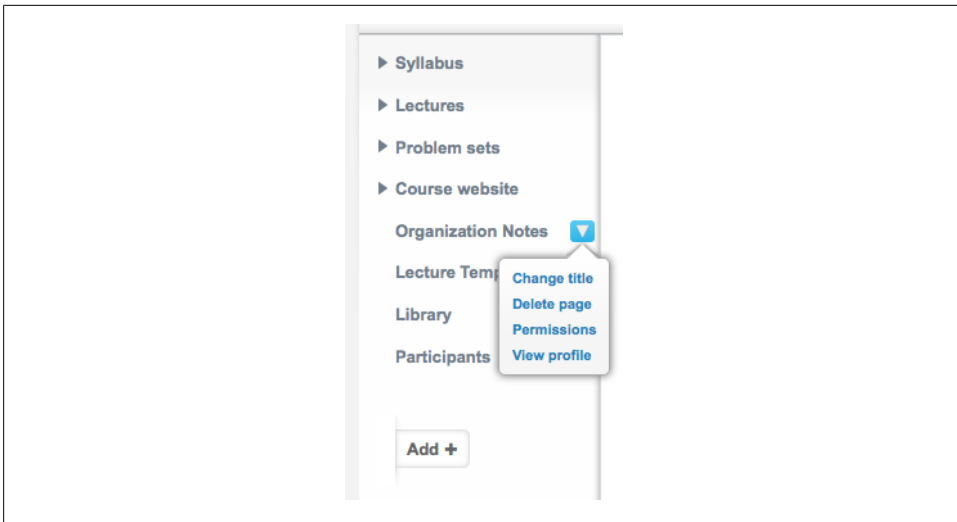 Syllabus
Lectures
Problem sets
Course website
Organization Notes
Lecture Temp
Change title
Delete page
Library
Permissions
Participants
View profile
Add +